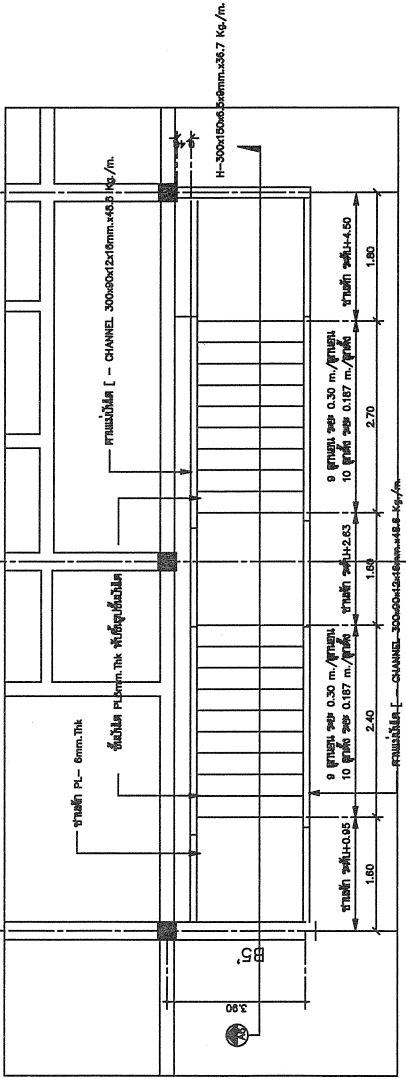 H-300x150x6.5x9mm.x36.7 Kg./m.
คานแม่บันได [ - CHANNEL 300x90x12x16mm.x48.6 Kg./m.
ขั้นบันได PL6mm.Thk พับขึ้นรูปขั้นบันได
ชานพัก PL- 6mm.Thk
B5'
3.90
A5
ชานพัก ระดับ+0.95
9 ลูกนอน ระยะ 0.30 m./ลูกนอน
10 ลูกตั้ง ระยะ 0.187 m./ลูกตั้ง
ชานพัก ระดับ+2.63
9 ลูกนอน ระยะ 0.30 m./ลูกนอน
10 ลูกตั้ง ระยะ 0.187 m./ลูกตั้ง
ชานพัก ระดับ+4.50
1.60
2.40
1.60
2.70
1.80
คานแม่บันได [ - CHANNEL 300x90x12x16mm.x48.6 Kg./m.